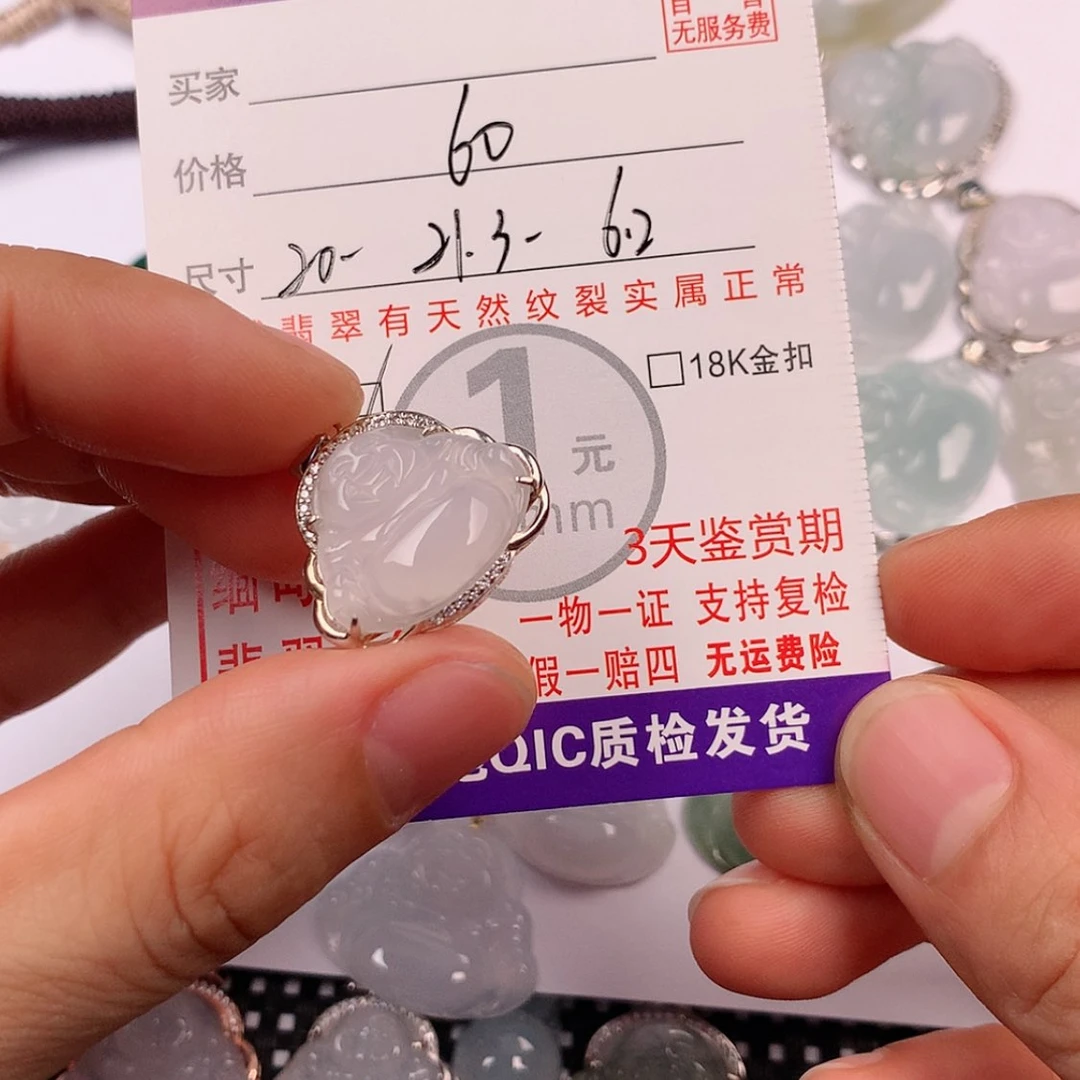 无服务费
买家
价格 60
尺寸 20- 21.3- 6.2
翡翠有天然纹裂实属正常
18K金扣
1元
mm
3天鉴赏期
一物一证 支持复检
假一赔四 无运费险
QIC质检发货